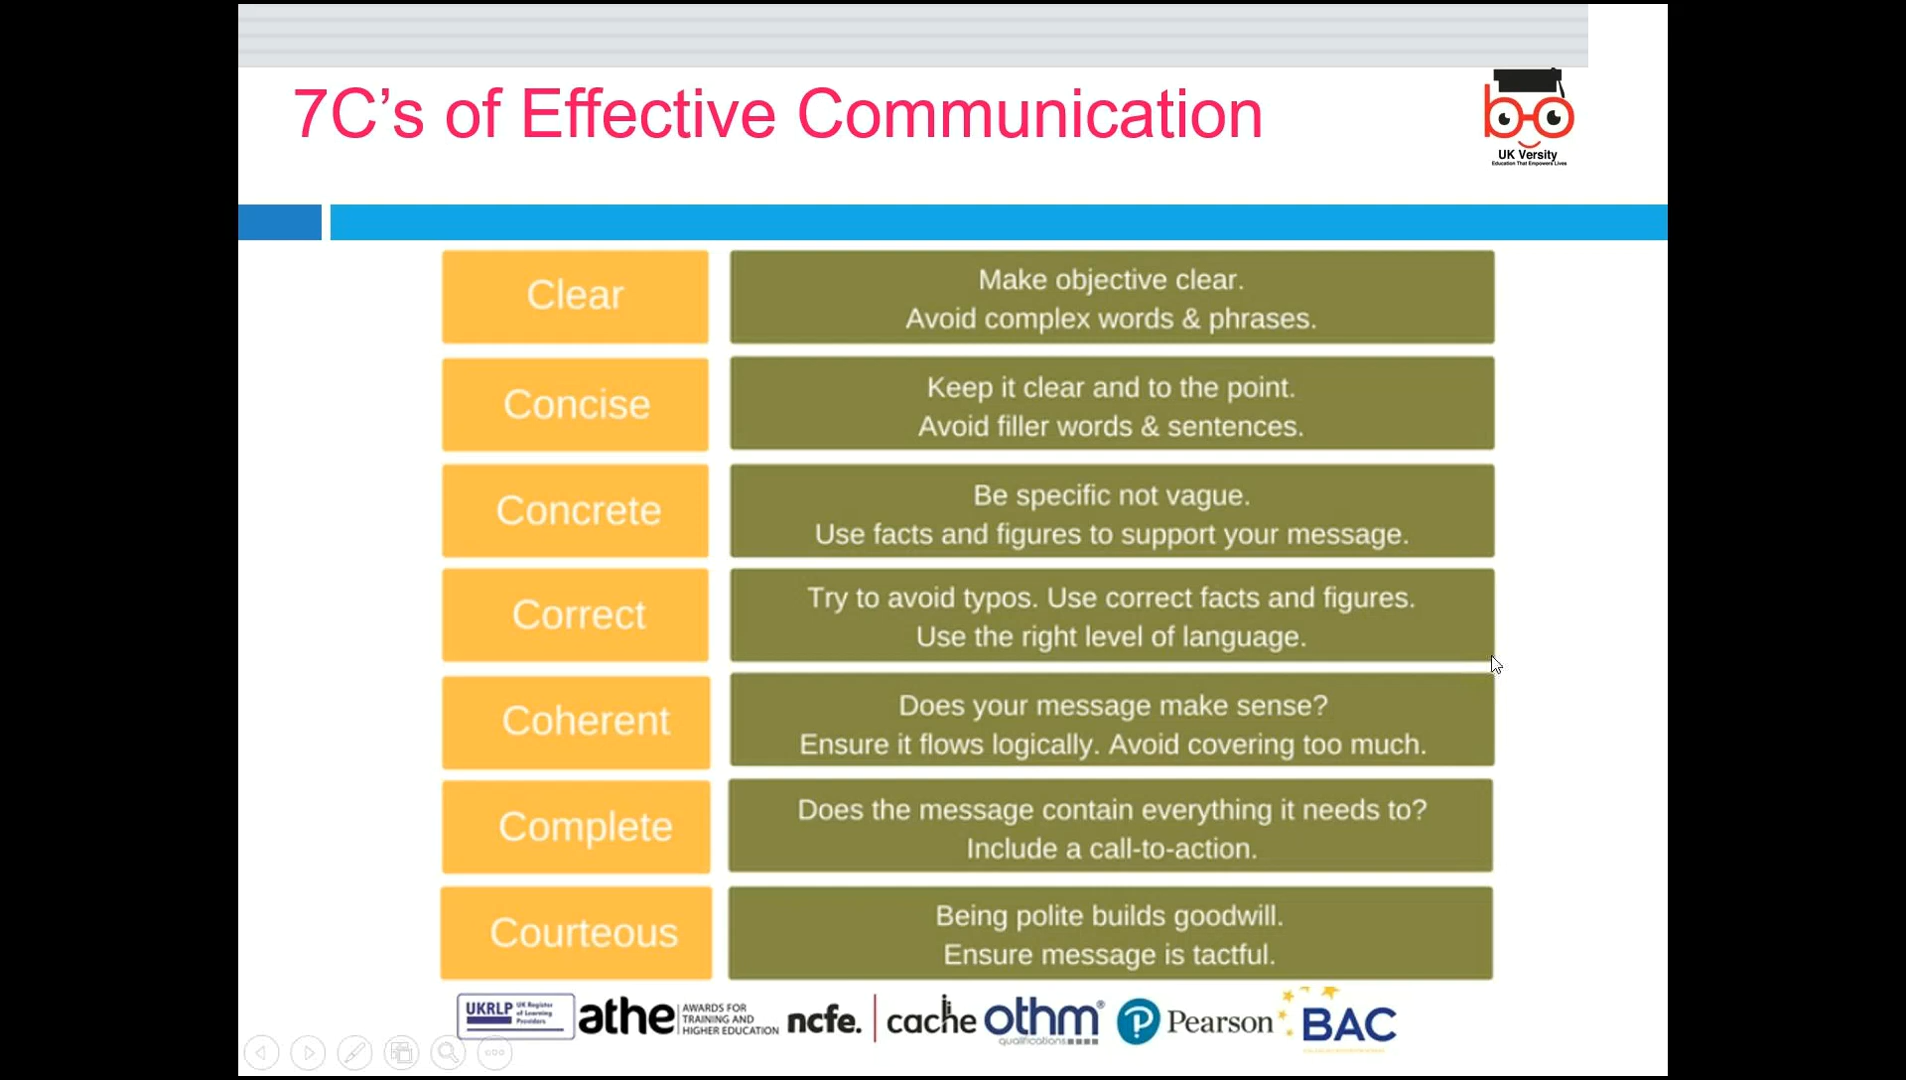 7C’s of Effective Communication
UK Versity
Education That Empowers Lives
Clear
Make objective clear.
Avoid complex words & phrases.
Concise
Keep it clear and to the point.
Avoid filler words & sentences.
Concrete
Be specific not vague.
Use facts and figures to support your message.
Correct
Try to avoid typos. Use correct facts and figures.
Use the right level of language.
Coherent
Does your message make sense?
Ensure it flows logically. Avoid covering too much.
Complete
Does the message contain everything it needs to?
Include a call-to-action.
Courteous
Being polite builds goodwill.
Ensure message is tactful.
UKRLP UK Register
of Learning
Providers
athe AWARDS FOR
TRAINING AND
HIGHER EDUCATION
ncfe.
cache
othm®
qualifications
Pearson
BAC